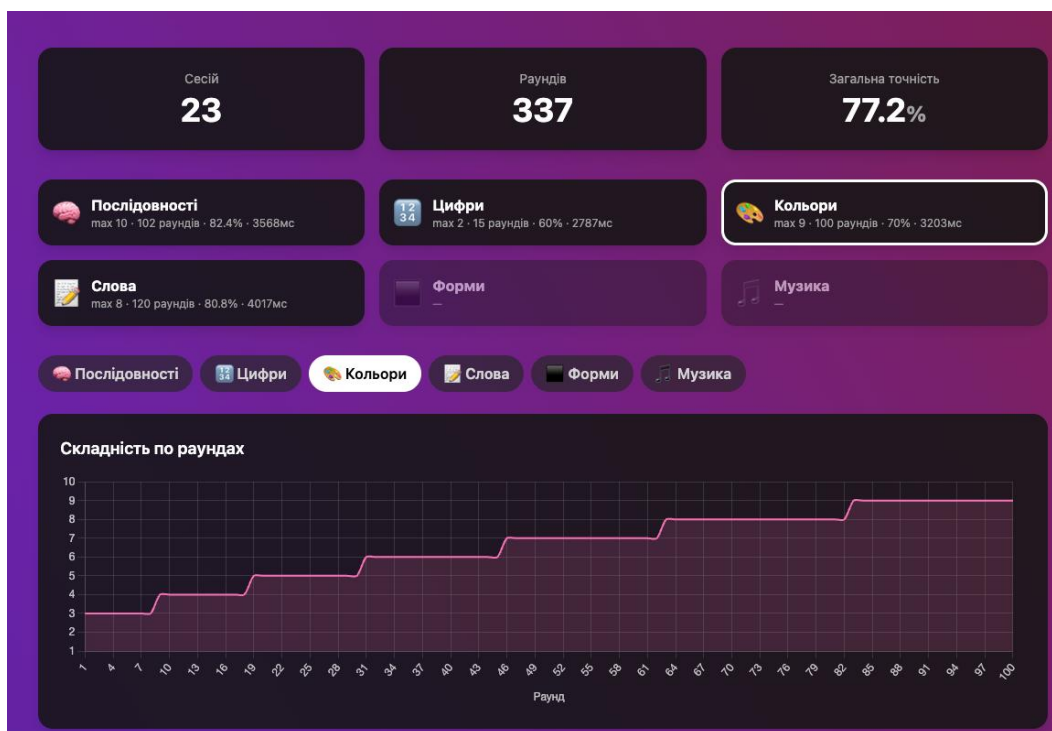 Сесій
23
Раундів
337
Загальна точність
77.2%
Послідовності
max 10 · 102 раундів · 82.4% · 3568мс
Цифри
max 2 · 15 раундів · 60% · 2787мс
Кольори
max 9 · 100 раундів · 70% · 3203мс
Слова
max 8 · 120 раундів · 80.8% · 4017мс
Форми
—
Музика
—
Послідовності
Цифри
Кольори
Слова
Форми
Музика
Складність по раундах
10
9
8
7
6
5
4
3
2
1
1 4 7 10 13 16 19 22 25 28 31 34 37 40 43 46 49 52 55 58 61 64 67 70 73 76 79 82 85 88 91 94 97 100
Раунд